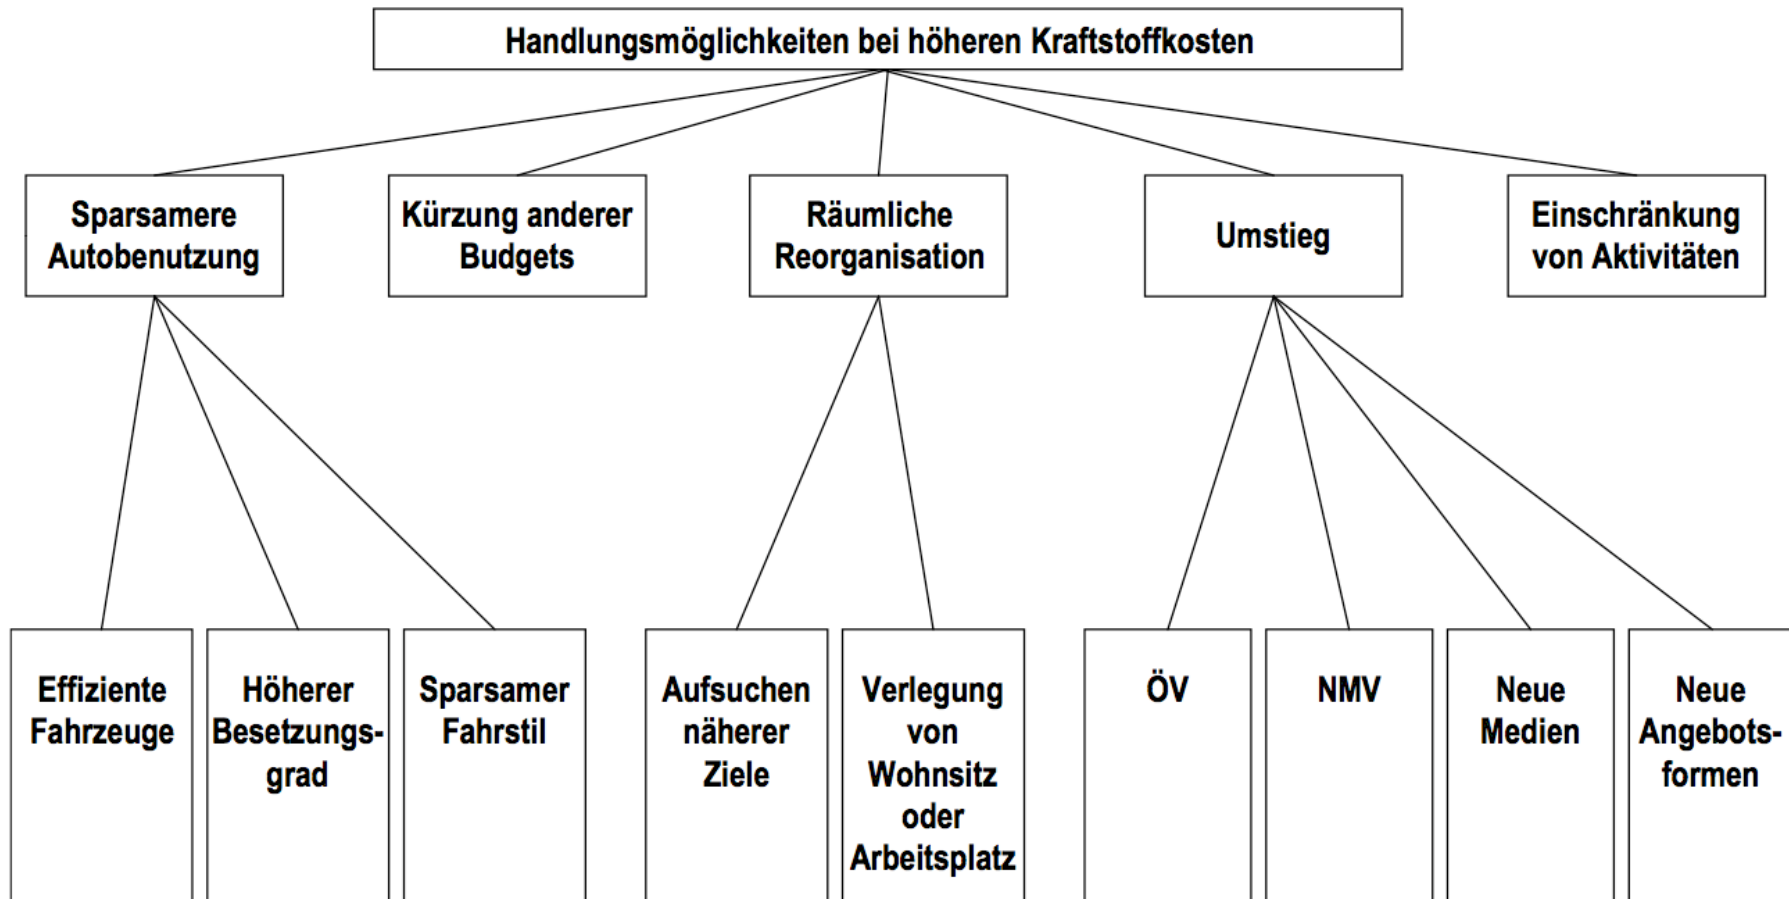 Handlungsmöglichkeiten bei höheren Kraftstoffkosten
Sparsamere
Autobenutzung
Kürzung anderer
Budgets
Räumliche
Reorganisation
Umstieg
Einschränkung
von Aktivitäten
Effiziente
Fahrzeuge
Höherer
Besetzungs-
grad
Sparsamer
Fahrstil
Aufsuchen
näherer
Ziele
Verlegung
von
Wohnsitz
oder
Arbeitsplatz
ÖV
NMV
Neue
Medien
Neue
Angebots-
formen